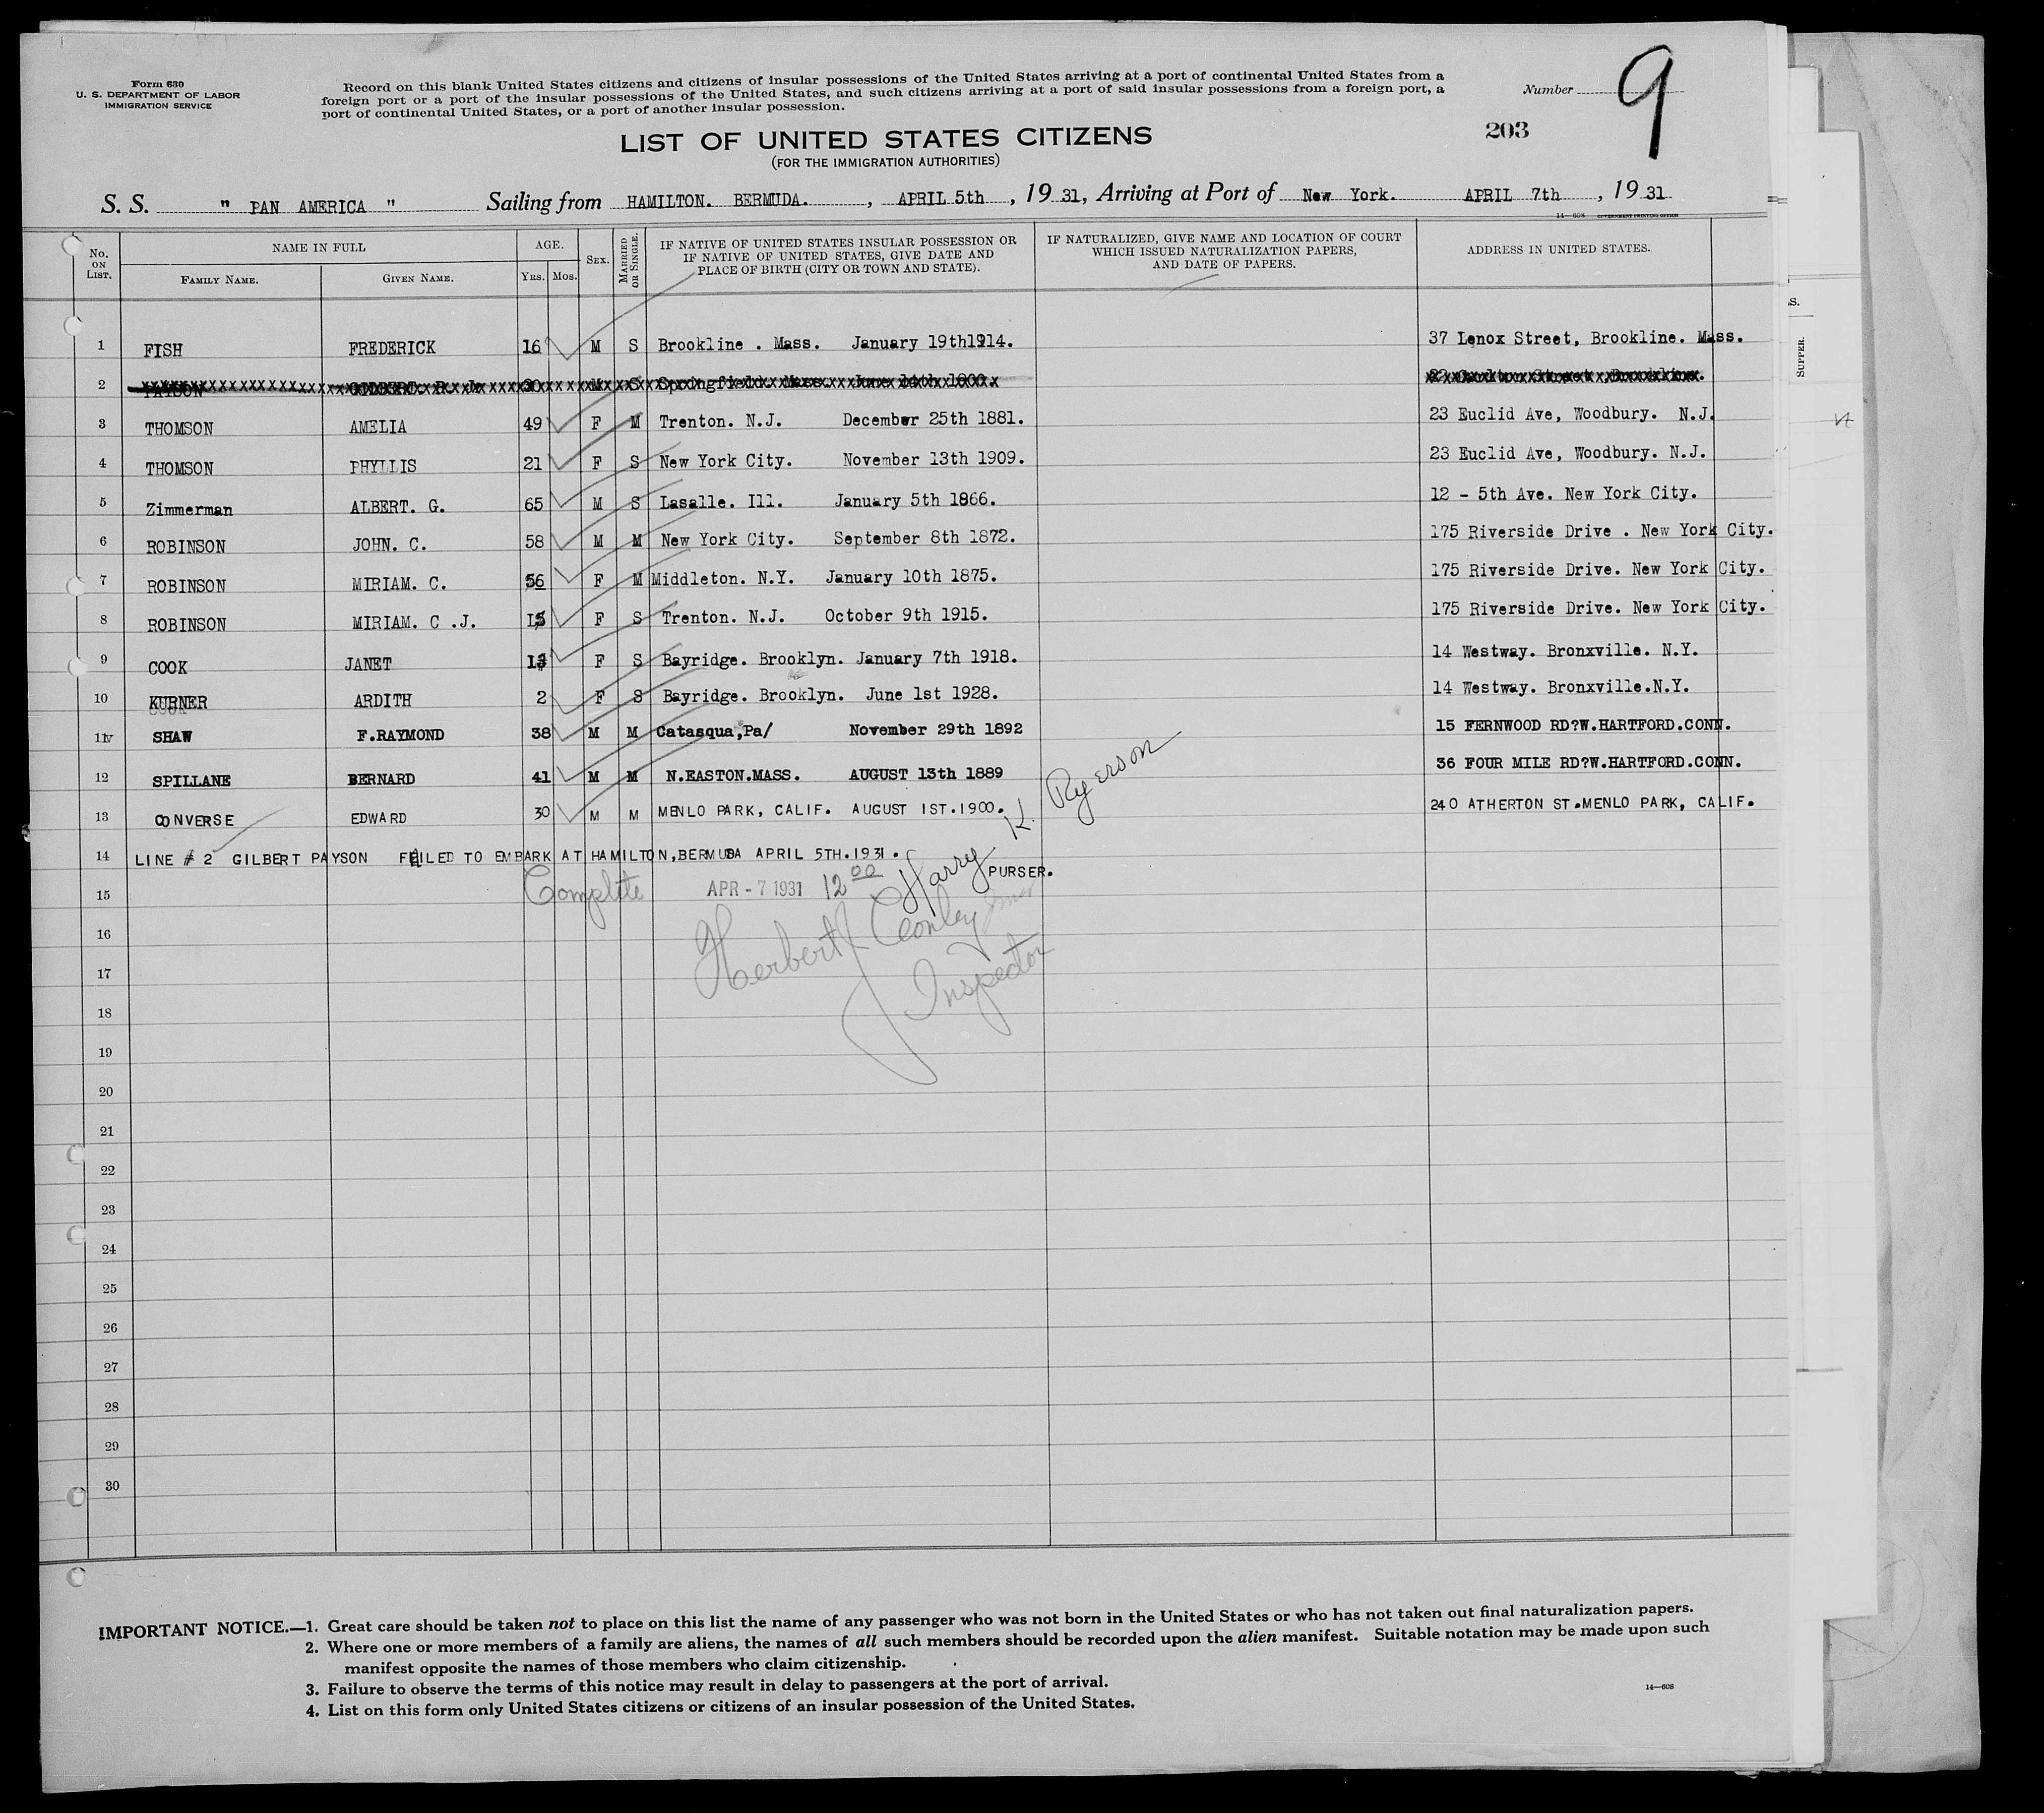 Form 630
U. S. DEPARTMENT OF LABOR
IMMIGRATION SERVICE
Record on this blank United States citizens and citizens of insular possessions of the United States arriving at a port of continental United States from a
foreign port or a port of the insular possessions of the United States, and such citizens arriving at a port of said insular possessions from a foreign port, a
port of continental United States, or a port of another insular possession.
Number 9
203
LIST OF UNITED STATES CITIZENS
(FOR THE IMMIGRATION AUTHORITIES)
S. S. " PAN AMERICA " Sailing from HAMILTON. BERMUDA. , APRIL 5th , 19 31, Arriving at Port of New York. APRIL 7th , 19 31
14—608 GOVERNMENT PRINTING OFFICE
No. ON LIST. NAME IN FULL FAMILY NAME. GIVEN NAME. AGE. YRS. MOS. SEX. MARRIED OR SINGLE. IF NATIVE OF UNITED STATES INSULAR POSSESSION OR IF NATIVE OF UNITED STATES, GIVE DATE AND PLACE OF BIRTH (CITY OR TOWN AND STATE). IF NATURALIZED, GIVE NAME AND LOCATION OF COURT WHICH ISSUED NATURALIZATION PAPERS, AND DATE OF PAPERS. ADDRESS IN UNITED STATES.
SUPPER.
1 FISH FREDERICK 16 M S Brookline . Mass. January 19th1914. 37 Lenox Street, Brookline. Mass.
2 PAYSON GILBERT. 30 M S Springfield. Mass. June 14th 1900.
3 THOMSON AMELIA 49 F M Trenton. N.J. December 25th 1881. 23 Euclid Ave, Woodbury. N.J.
4 THOMSON PHYLLIS 21 F S New York City. November 13th 1909. 23 Euclid Ave, Woodbury. N.J.
5 Zimmerman ALBERT. G. 65 M S Lasalle. Ill. January 5th 1866. 12 - 5th Ave. New York City.
6 ROBINSON JOHN. C. 58 M M New York City. September 8th 1872. 175 Riverside Drive . New York City.
7 ROBINSON MIRIAM. C. 56 F M Middleton. N.Y. January 10th 1875. 175 Riverside Drive. New York City.
8 ROBINSON MIRIAM. C .J. 15 F S Trenton. N.J. October 9th 1915. 175 Riverside Drive. New York City.
9 COOK JANET 13 F S Bayridge. Brooklyn. January 7th 1918. 14 Westway. Bronxville. N.Y.
10 KURNER ARDITH 2 F S Bayridge. Brooklyn. June 1st 1928. 14 Westway. Bronxville.N.Y.
11 SHAW F.RAYMOND 38 M M Catasqua,Pa/ November 29th 1892 15 FERNWOOD RD?W.HARTFORD.CONN.
12 SPILLANE BERNARD 41 M M N.EASTON.MASS. AUGUST 13th 1889 36 FOUR MILE RD?W.HARTFORD.CONN.
13 CONVERSE EDWARD 30 M M MENLO PARK, CALIF. AUGUST 1ST.1900. 240 ATHERTON ST.MENLO PARK, CALIF.
14 LINE # 2 GILBERT PAYSON FAILED TO EMBARK AT HAMILTON,BERMUDA APRIL 5TH.1931.
Harry K. Ryerson
PURSER.
15 Complete APR - 7 1931 12 00
16 Herbert J Conley
17 Inspector
18
19
20
21
22
23
24
25
26
27
28
29
30
IMPORTANT NOTICE.—1. Great care should be taken not to place on this list the name of any passenger who was not born in the United States or who has not taken out final naturalization papers.
2. Where one or more members of a family are aliens, the names of all such members should be recorded upon the alien manifest. Suitable notation may be made upon such
manifest opposite the names of those members who claim citizenship.
3. Failure to observe the terms of this notice may result in delay to passengers at the port of arrival.
4. List on this form only United States citizens or citizens of an insular possession of the United States.
14—608